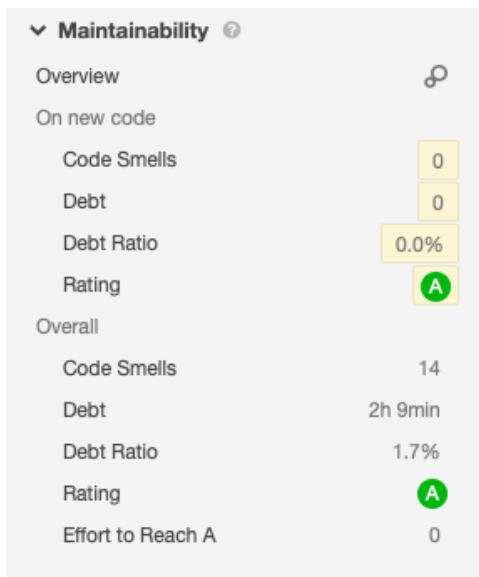 Maintainability ?
Overview
On new code
Code Smells 0
Debt 0
Debt Ratio 0.0%
Rating A
Overall
Code Smells 14
Debt 2h 9min
Debt Ratio 1.7%
Rating A
Effort to Reach A 0